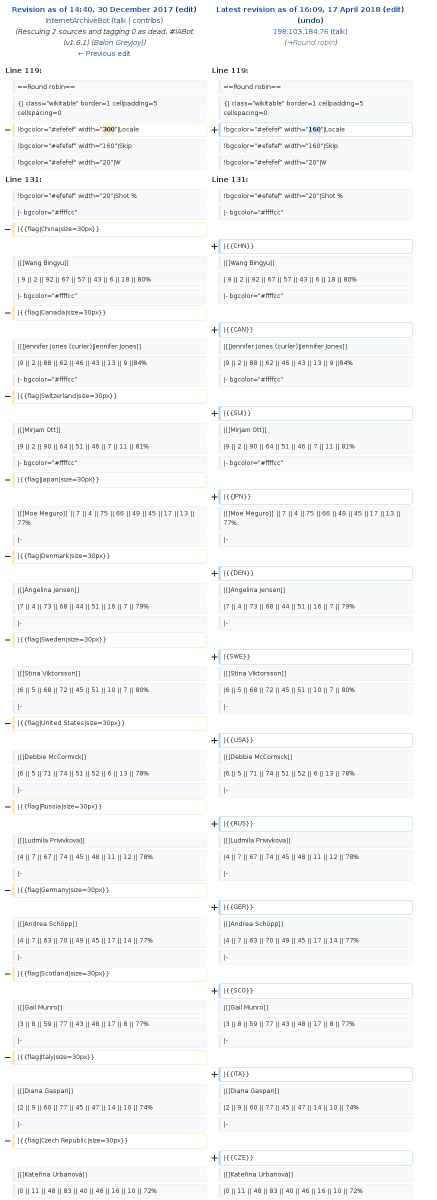 Revision as of 14:40, 30 December 2017 (edit)
InternetArchiveBot (talk | contribs)
(Rescuing 2 sources and tagging 0 as dead. #IABot
(v1.6.1) (Balon Greyjoy))
← Previous edit
Latest revision as of 16:09, 17 April 2018 (edit)
(undo)
198.103.184.76 (talk)
(→Round robin)
Line 119:
Line 119:
==Round robin==
==Round robin==
{| class="wikitable" border=1 cellpadding=5
cellspacing=0
{| class="wikitable" border=1 cellpadding=5
cellspacing=0
− !bgcolor="#efefef" width="300"|Locale
+ !bgcolor="#efefef" width="160"|Locale
!bgcolor="#efefef" width="160"|Skip
!bgcolor="#efefef" width="160"|Skip
!bgcolor="#efefef" width="20"|W
!bgcolor="#efefef" width="20"|W
Line 131:
Line 131:
!bgcolor="#efefef" width="20"|Shot %
!bgcolor="#efefef" width="20"|Shot %
|- bgcolor="#ffffcc"
|- bgcolor="#ffffcc"
− |{{flag|China|size=30px}}
+ |{{CHN}}
|[[Wang Bingyu]]
|[[Wang Bingyu]]
| 9 || 2 || 92 || 67 || 57 || 43 || 6 || 18 || 80%
| 9 || 2 || 92 || 67 || 57 || 43 || 6 || 18 || 80%
|- bgcolor="#ffffcc"
|- bgcolor="#ffffcc"
− |{{flag|Canada|size=30px}}
+ |{{CAN}}
|[[Jennifer Jones (curler)|Jennifer Jones]]
|[[Jennifer Jones (curler)|Jennifer Jones]]
|9 || 2 || 88 || 62 || 46 || 43 || 13 || 9 ||84%
|9 || 2 || 88 || 62 || 46 || 43 || 13 || 9 ||84%
|- bgcolor="#ffffcc"
|- bgcolor="#ffffcc"
− |{{flag|Switzerland|size=30px}}
+ |{{SUI}}
|[[Mirjam Ott]]
|[[Mirjam Ott]]
|9 || 2 || 90 || 64 || 51 || 46 || 7 || 11 || 81%
|9 || 2 || 90 || 64 || 51 || 46 || 7 || 11 || 81%
|- bgcolor="#ffffcc"
|- bgcolor="#ffffcc"
− |{{flag|Japan|size=30px}}
+ |{{JPN}}
|[[Moe Meguro]] || 7 || 4 || 75 || 66 || 49 || 45 || 17 || 13 ||
77%
|[[Moe Meguro]] || 7 || 4 || 75 || 66 || 49 || 45 || 17 || 13 ||
77%
|-
|-
− |{{flag|Denmark|size=30px}}
+ |{{DEN}}
|[[Angelina Jensen]]
|[[Angelina Jensen]]
|7 || 4 || 73 || 68 || 44 || 51 || 16 || 7 || 79%
|7 || 4 || 73 || 68 || 44 || 51 || 16 || 7 || 79%
|-
|-
− |{{flag|Sweden|size=30px}}
+ |{SWE}}
|[[Stina Viktorsson]]
|[[Stina Viktorsson]]
|6 || 5 || 68 || 72 || 45 || 51 || 10 || 7 || 80%
|6 || 5 || 68 || 72 || 45 || 51 || 10 || 7 || 80%
|-
|-
− |{{flag|United States|size=30px}}
+ |{{USA}}
|[[Debbie McCormick]]
|[[Debbie McCormick]]
|6 || 5 || 71 || 74 || 51 || 52 || 6 || 13 || 78%
|6 || 5 || 71 || 74 || 51 || 52 || 6 || 13 || 78%
|-
|-
− |{{flag|Russia|size=30px}}
+ |{{RUS}}
|[[Ludmila Privivkova]]
|[[Ludmila Privivkova]]
|4 || 7 || 67 || 74 || 45 || 48 || 11 || 12 || 78%
|4 || 7 || 67 || 74 || 45 || 48 || 11 || 12 || 78%
|-
|-
− |{{flag|Germany|size=30px}}
+ |{{GER}}
|[[Andrea Schöpp]]
|[[Andrea Schöpp]]
|4 || 7 || 63 || 70 || 49 || 45 || 17 || 14 || 77%
|4 || 7 || 63 || 70 || 49 || 45 || 17 || 14 || 77%
|-
|-
− |{{flag|Scotland|size=30px}}
+ |{{SCO}}
|[[Gail Munro]]
|[[Gail Munro]]
|3 || 8 || 59 || 77 || 43 || 48 || 17 || 8 || 77%
|3 || 8 || 59 || 77 || 43 || 48 || 17 || 8 || 77%
|-
|-
− |{{flag|Italy|size=30px}}
+ |{{ITA}}
|[[Diana Gaspari]]
|[[Diana Gaspari]]
|2 || 9 || 60 || 77 || 45 || 47 || 14 || 10 || 74%
|2 || 9 || 60 || 77 || 45 || 47 || 14 || 10 || 74%
|-
|-
− |{{flag|Czech Republic|size=30px}}
+ |{{CZE}}
|[[Kateřina Urbanová]]
|[[Kateřina Urbanová]]
|0 || 11 || 48 || 83 || 40 || 46 || 16 || 10 || 72%
|0 || 11 || 48 || 83 || 40 || 46 || 16 || 10 || 72%